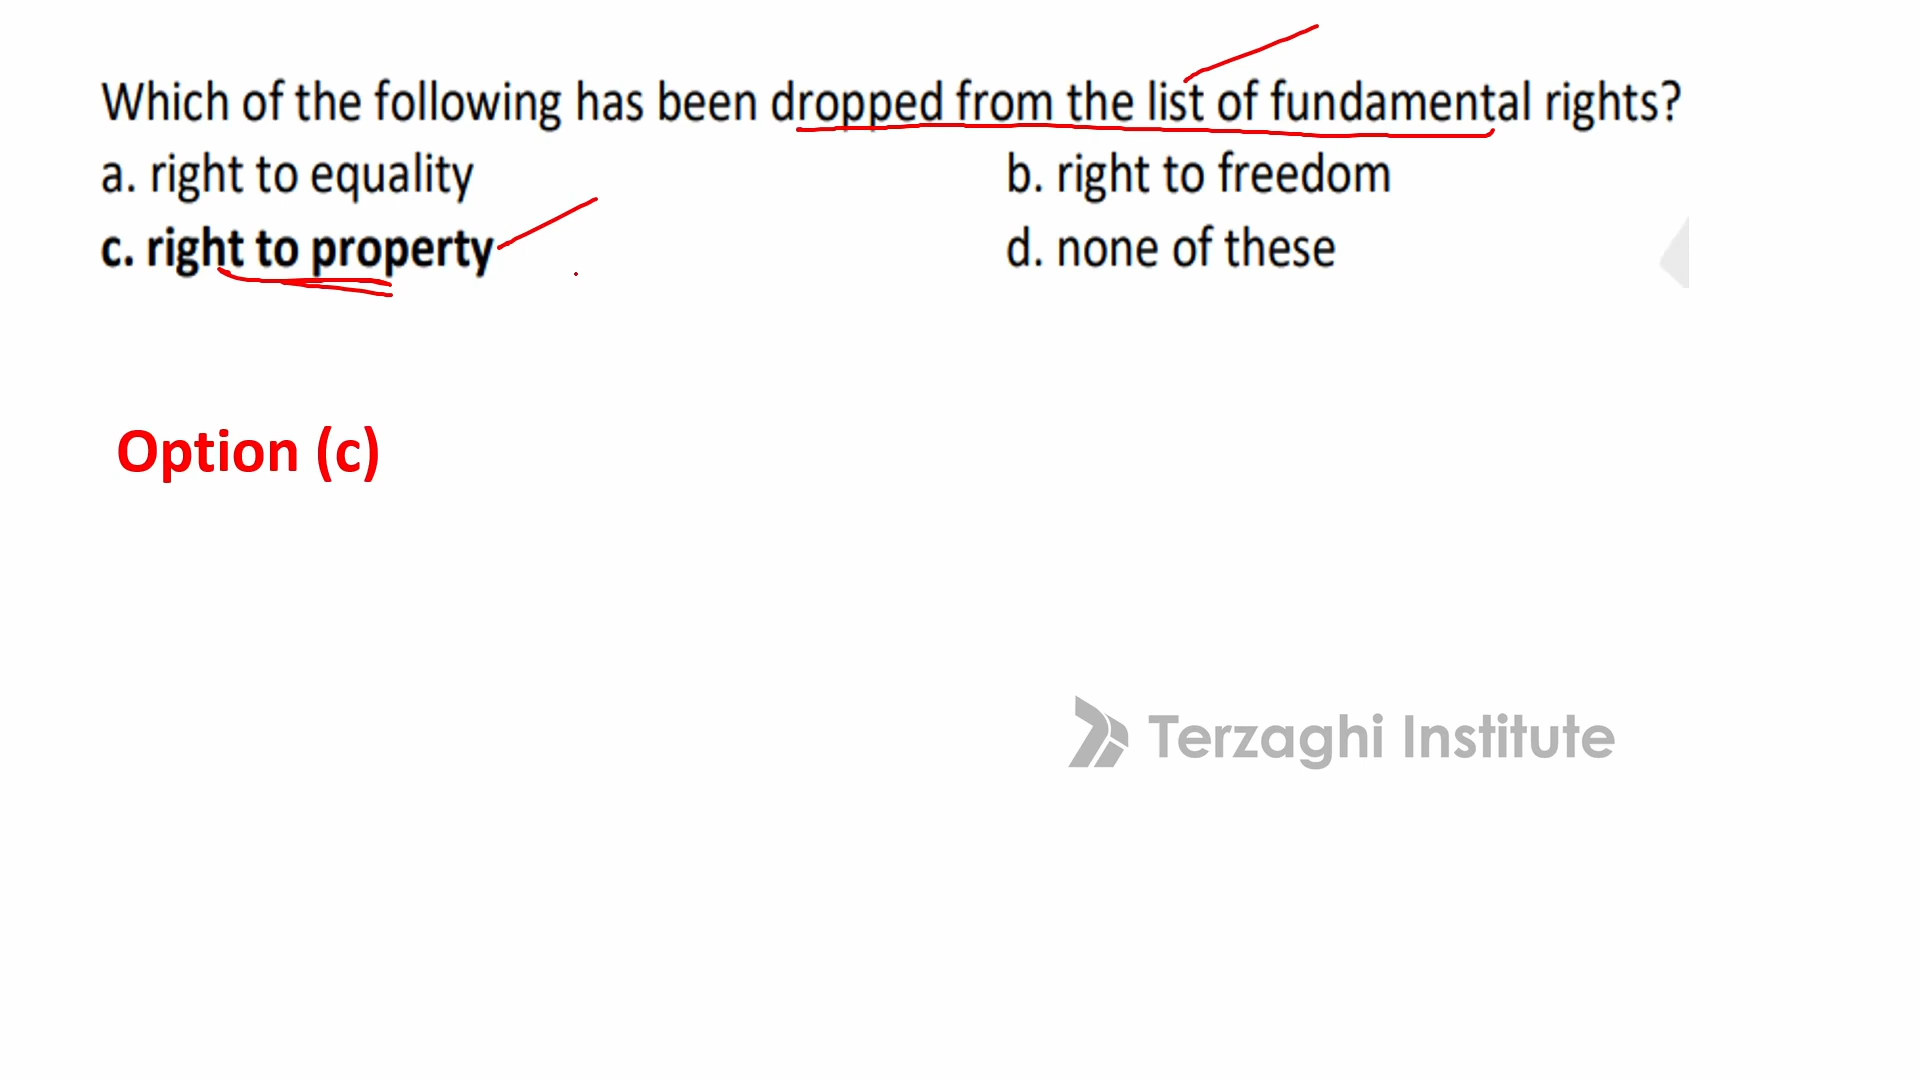 Which of the following has been dropped from the list of fundamental rights?
a. right to equality b. right to freedom
c. right to property d. none of these
Option (c)
Terzaghi Institute